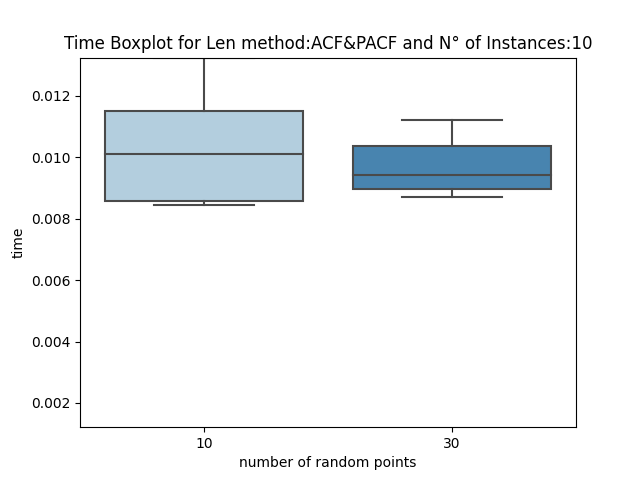 Time Boxplot for Len method:ACF&PACF and N° of Instances:10
0.012
0.010
0.008
0.006
0.004
0.002
time
10
30
number of random points